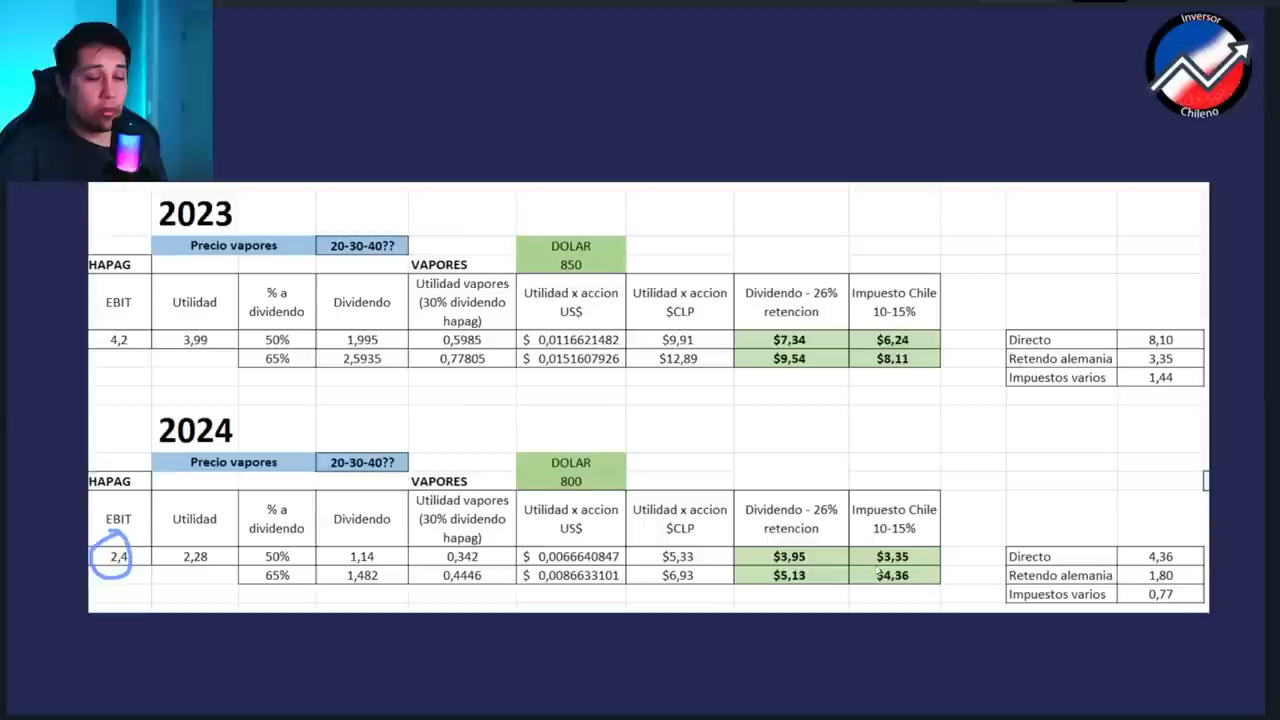 Inversor
Chileno
2023
Precio vapores 20-30-40?? DOLAR
HAPAG VAPORES 850
EBIT Utilidad % a dividendo Dividendo Utilidad vapores (30% dividendo hapag) Utilidad x accion US$ Utilidad x accion $CLP Dividendo - 26% retencion Impuesto Chile 10-15%
4,2 3,99 50% 1,995 0,5985 $ 0,0116621482 $9,91 $7,34 $6,24 Directo 8,10
65% 2,5935 0,77805 $ 0,0151607926 $12,89 $9,54 $8,11 Retendo alemania 3,35
Impuestos varios 1,44
2024
Precio vapores 20-30-40?? DOLAR
HAPAG VAPORES 800
EBIT Utilidad % a dividendo Dividendo Utilidad vapores (30% dividendo hapag) Utilidad x accion US$ Utilidad x accion $CLP Dividendo - 26% retencion Impuesto Chile 10-15%
2,4 2,28 50% 1,14 0,342 $ 0,0066640847 $5,33 $3,95 $3,35 Directo 4,36
65% 1,482 0,4446 $ 0,0086633101 $6,93 $5,13 $4,36 Retendo alemania 1,80
Impuestos varios 0,77